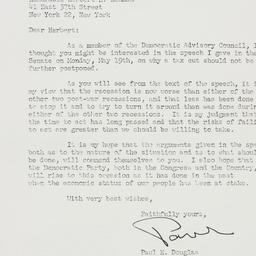 41 East 57th Street
New York 22, New York
Dear Herbert:
As a member of the Democratic Advisory Council, I
thought you might be interested in the speech I gave in the
Senate on Monday, May 19th, on why a tax cut should not be
further postponed.
As you will see from the text of the speech, it i
my view that the recession is now worse than either of the
other two post-war recessions, and that less has been done
to stop it and to try to turn it around than was done durin
either of the other two recessions. It is my judgment tha
the time to act has long passed and that the risks of faili
to act are greater than we should be willing to take.
It is my hope that the arguments given in the spe
both as to the nature of the situation and as to what shoul
be done, will commend themselves to you. I also hope that
the Democratic Party, both in the Congress and the Country,
will rise to this occasion as it has done in the past
when the economic status of our people has been at stake.
With very best wishes,
Faithfully yours,
Paul
Paul H. Douglas